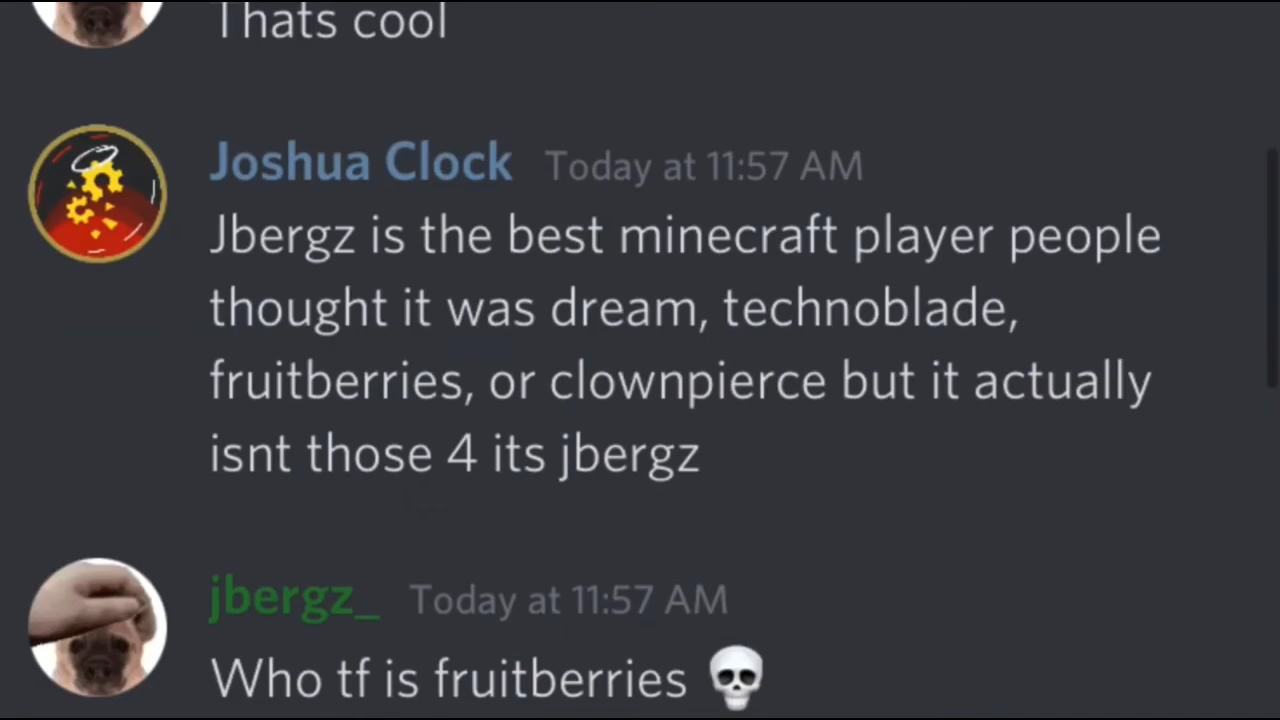 Thats cool
Joshua Clock Today at 11:57 AM
Jbergz is the best minecraft player people
thought it was dream, technoblade,
fruitberries, or clownpierce but it actually
isnt those 4 its jbergz
jbergz_ Today at 11:57 AM
Who tf is fruitberries 💀